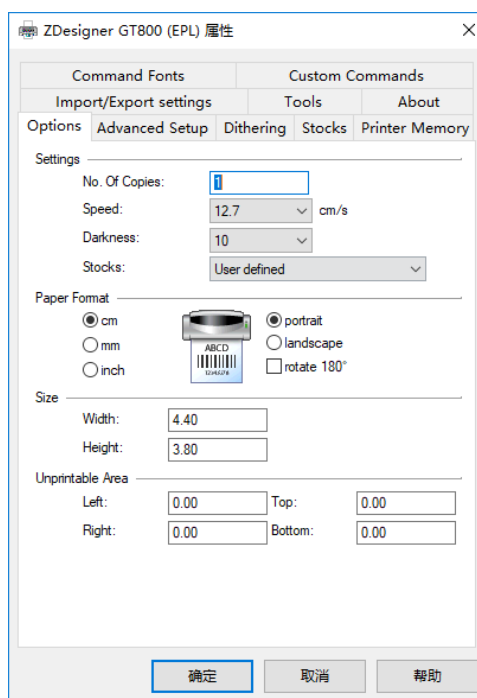 ZDesigner GT800 (EPL) 属性
Command Fonts Custom Commands
Import/Export settings Tools About
Options Advanced Setup Dithering Stocks Printer Memory
Settings
No. Of Copies: 1
Speed: 12.7 cm/s
Darkness: 10
Stocks: User defined
Paper Format
cm portrait
mm landscape
inch rotate 180°
ABCD
12345678
Size
Width: 4.40
Height: 3.80
Unprintable Area
Left: 0.00 Top: 0.00
Right: 0.00 Bottom: 0.00
确定 取消 帮助